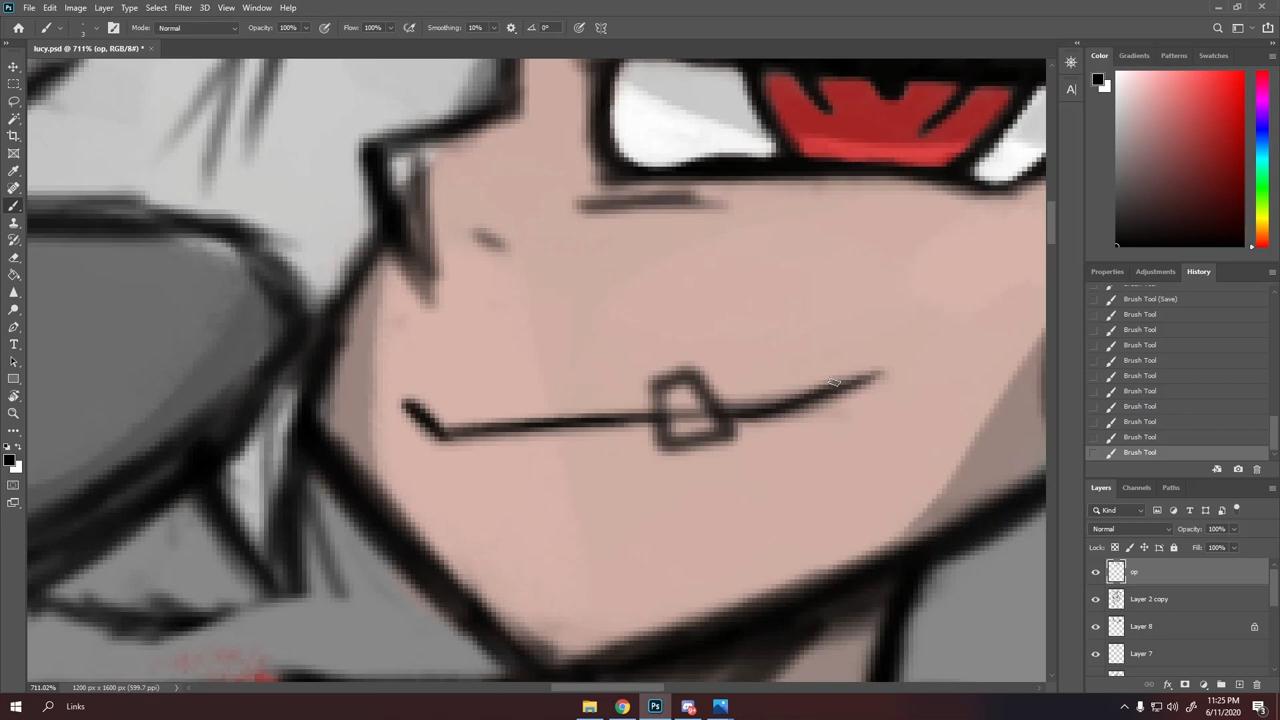 Ps File Edit Image Layer Type Select Filter 3D View Window Help
3 Mode: Normal Opacity: 100% Flow: 100% Smoothing: 10% 0°
lucy.psd @ 711% (op, RGB/8#) * ×
Color Gradients Patterns Swatches
A
Properties Adjustments History
Brush Tool
Brush Tool (Save)
Brush Tool
Brush Tool
Brush Tool
Brush Tool
Brush Tool
Brush Tool
Brush Tool
Brush Tool
Brush Tool
Layers Channels Paths
Kind
Normal Opacity: 100%
Lock: Fill: 100%
op
Layer 2 copy
Layer 8
Layer 7
711.02% 1200 px x 1600 px (599.7 ppi)
Links
Ps
11:25 PM
6/11/2020